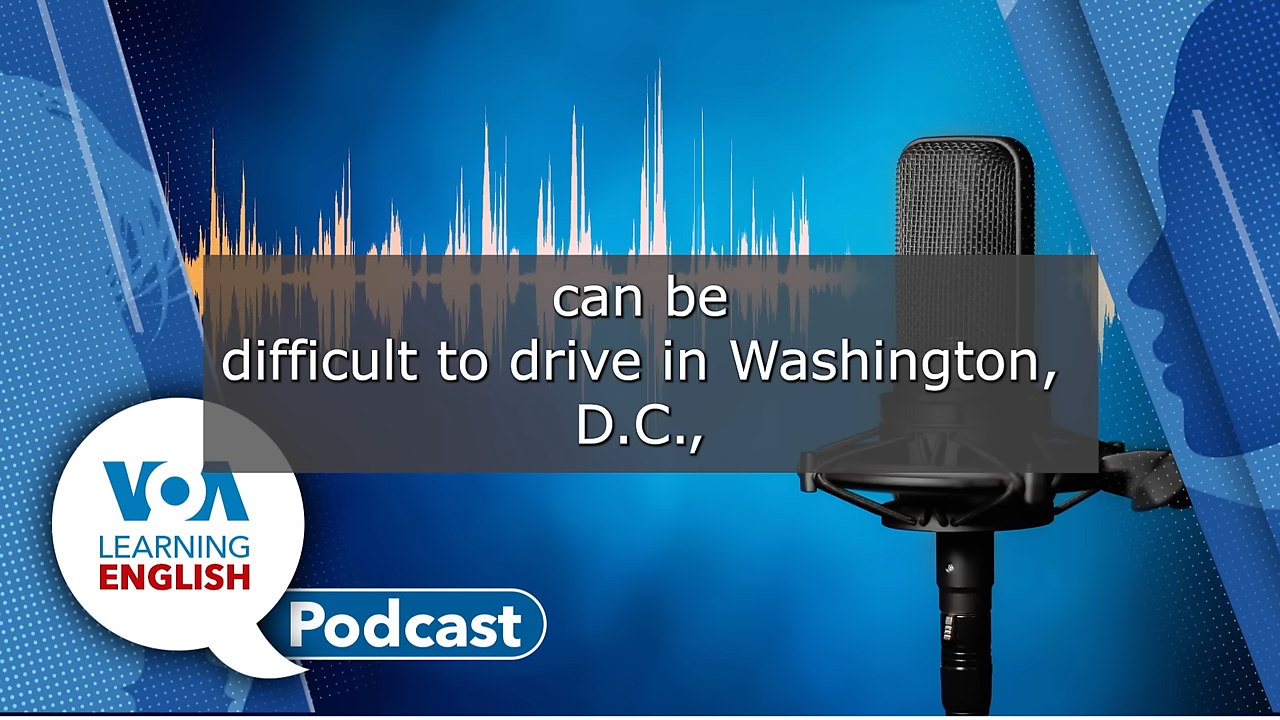 can be
difficult to drive in Washington,
D.C.,
VOA
LEARNING
ENGLISH
Podcast